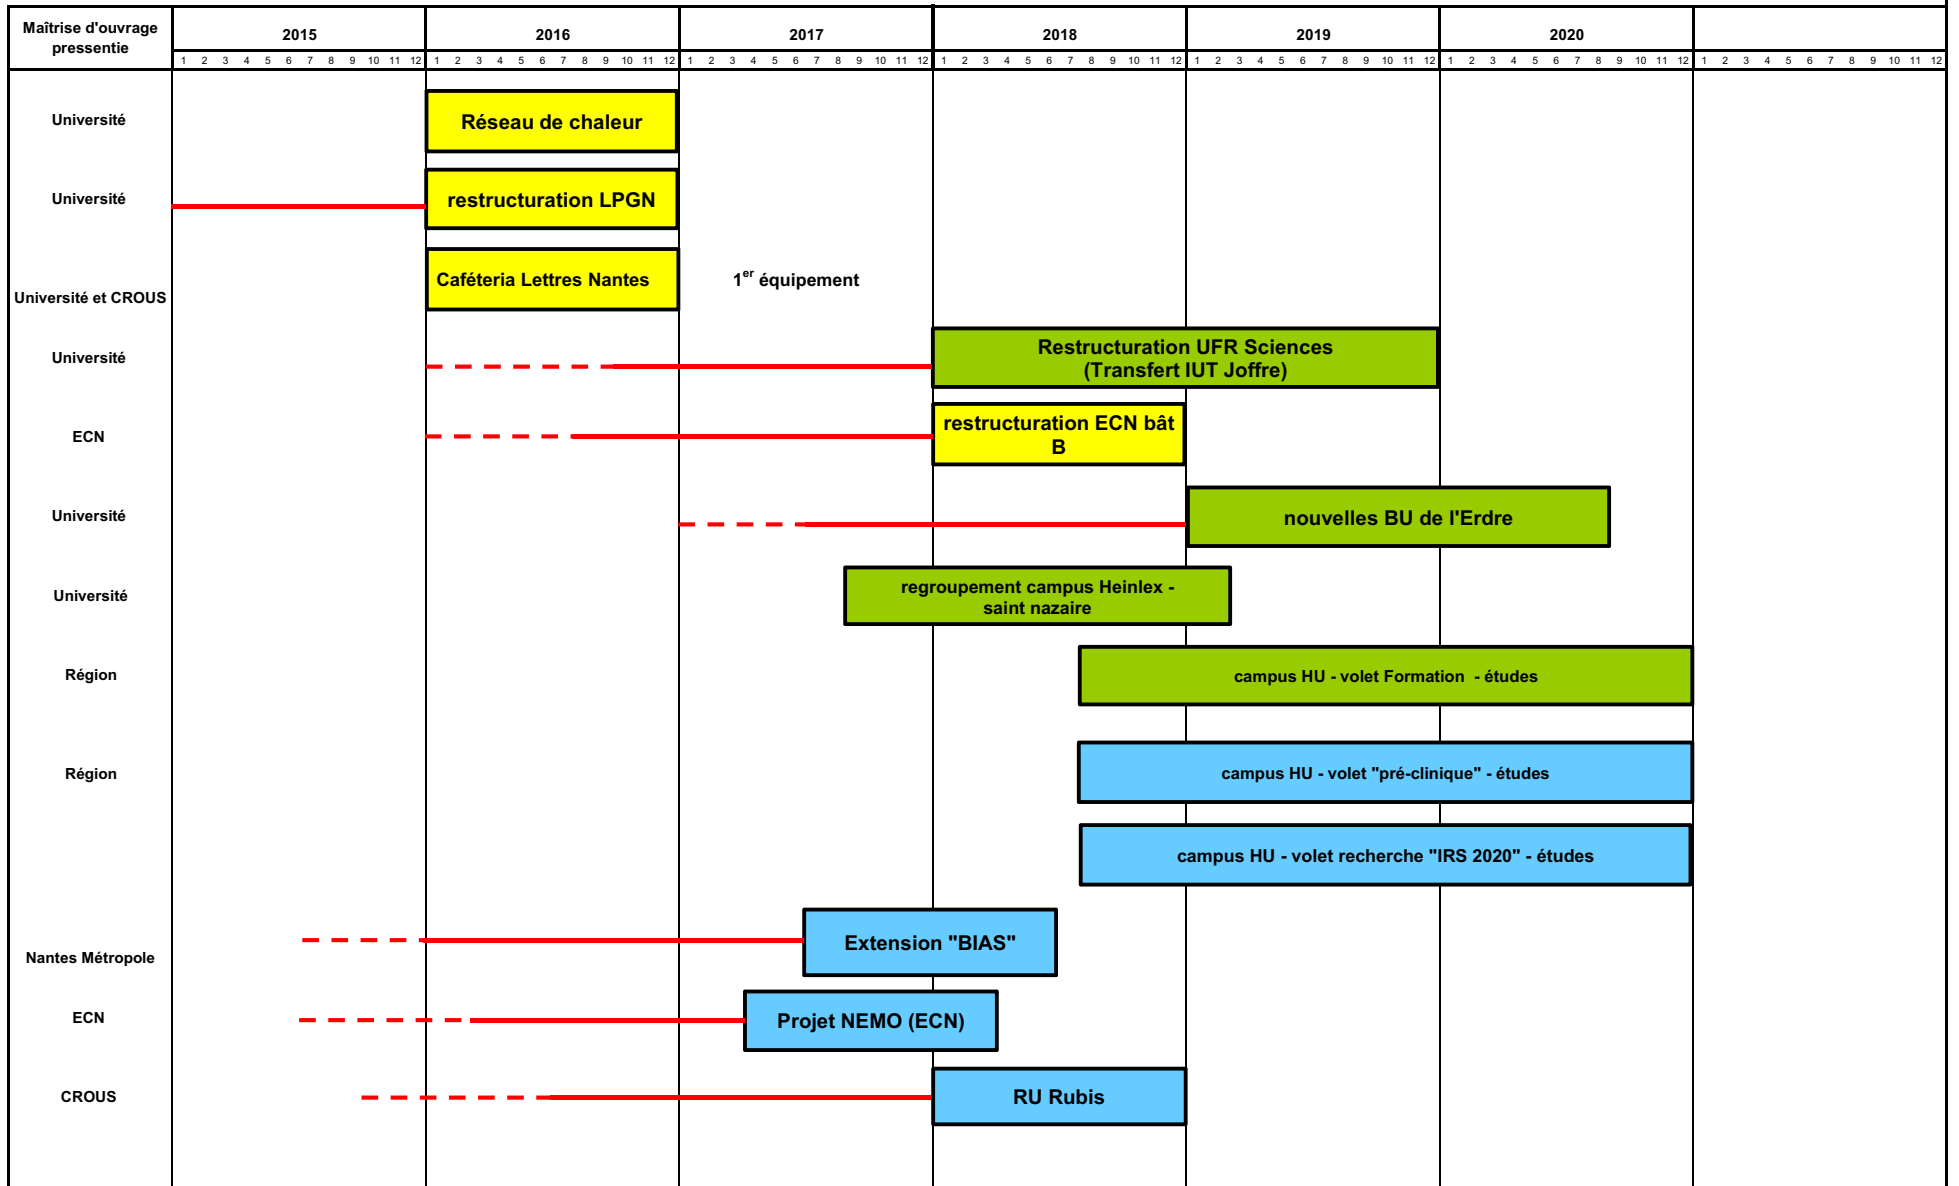 Maîtrise d'ouvrage
pressentie
2015 2016 2017 2018 2019 2020
1 2 3 4 5 6 7 8 9 10 11 12 1 2 3 4 5 6 7 8 9 10 11 12 1 2 3 4 5 6 7 8 9 10 11 12 1 2 3 4 5 6 7 8 9 10 11 12 1 2 3 4 5 6 7 8 9 10 11 12 1 2 3 4 5 6 7 8 9 10 11 12 1 2 3 4 5 6 7 8 9 10 11 12
Université
Réseau de chaleur
Université
restructuration LPGN
Université et CROUS
Caféteria Lettres Nantes
1er équipement
Université
Restructuration UFR Sciences
(Transfert IUT Joffre)
ECN
restructuration ECN bât
B
Université
nouvelles BU de l'Erdre
Université
regroupement campus Heinlex -
saint nazaire
Région
campus HU - volet Formation - études
Région
campus HU - volet "pré-clinique" - études
campus HU - volet recherche "IRS 2020" - études
Nantes Métropole
Extension "BIAS"
ECN
Projet NEMO (ECN)
CROUS
RU Rubis